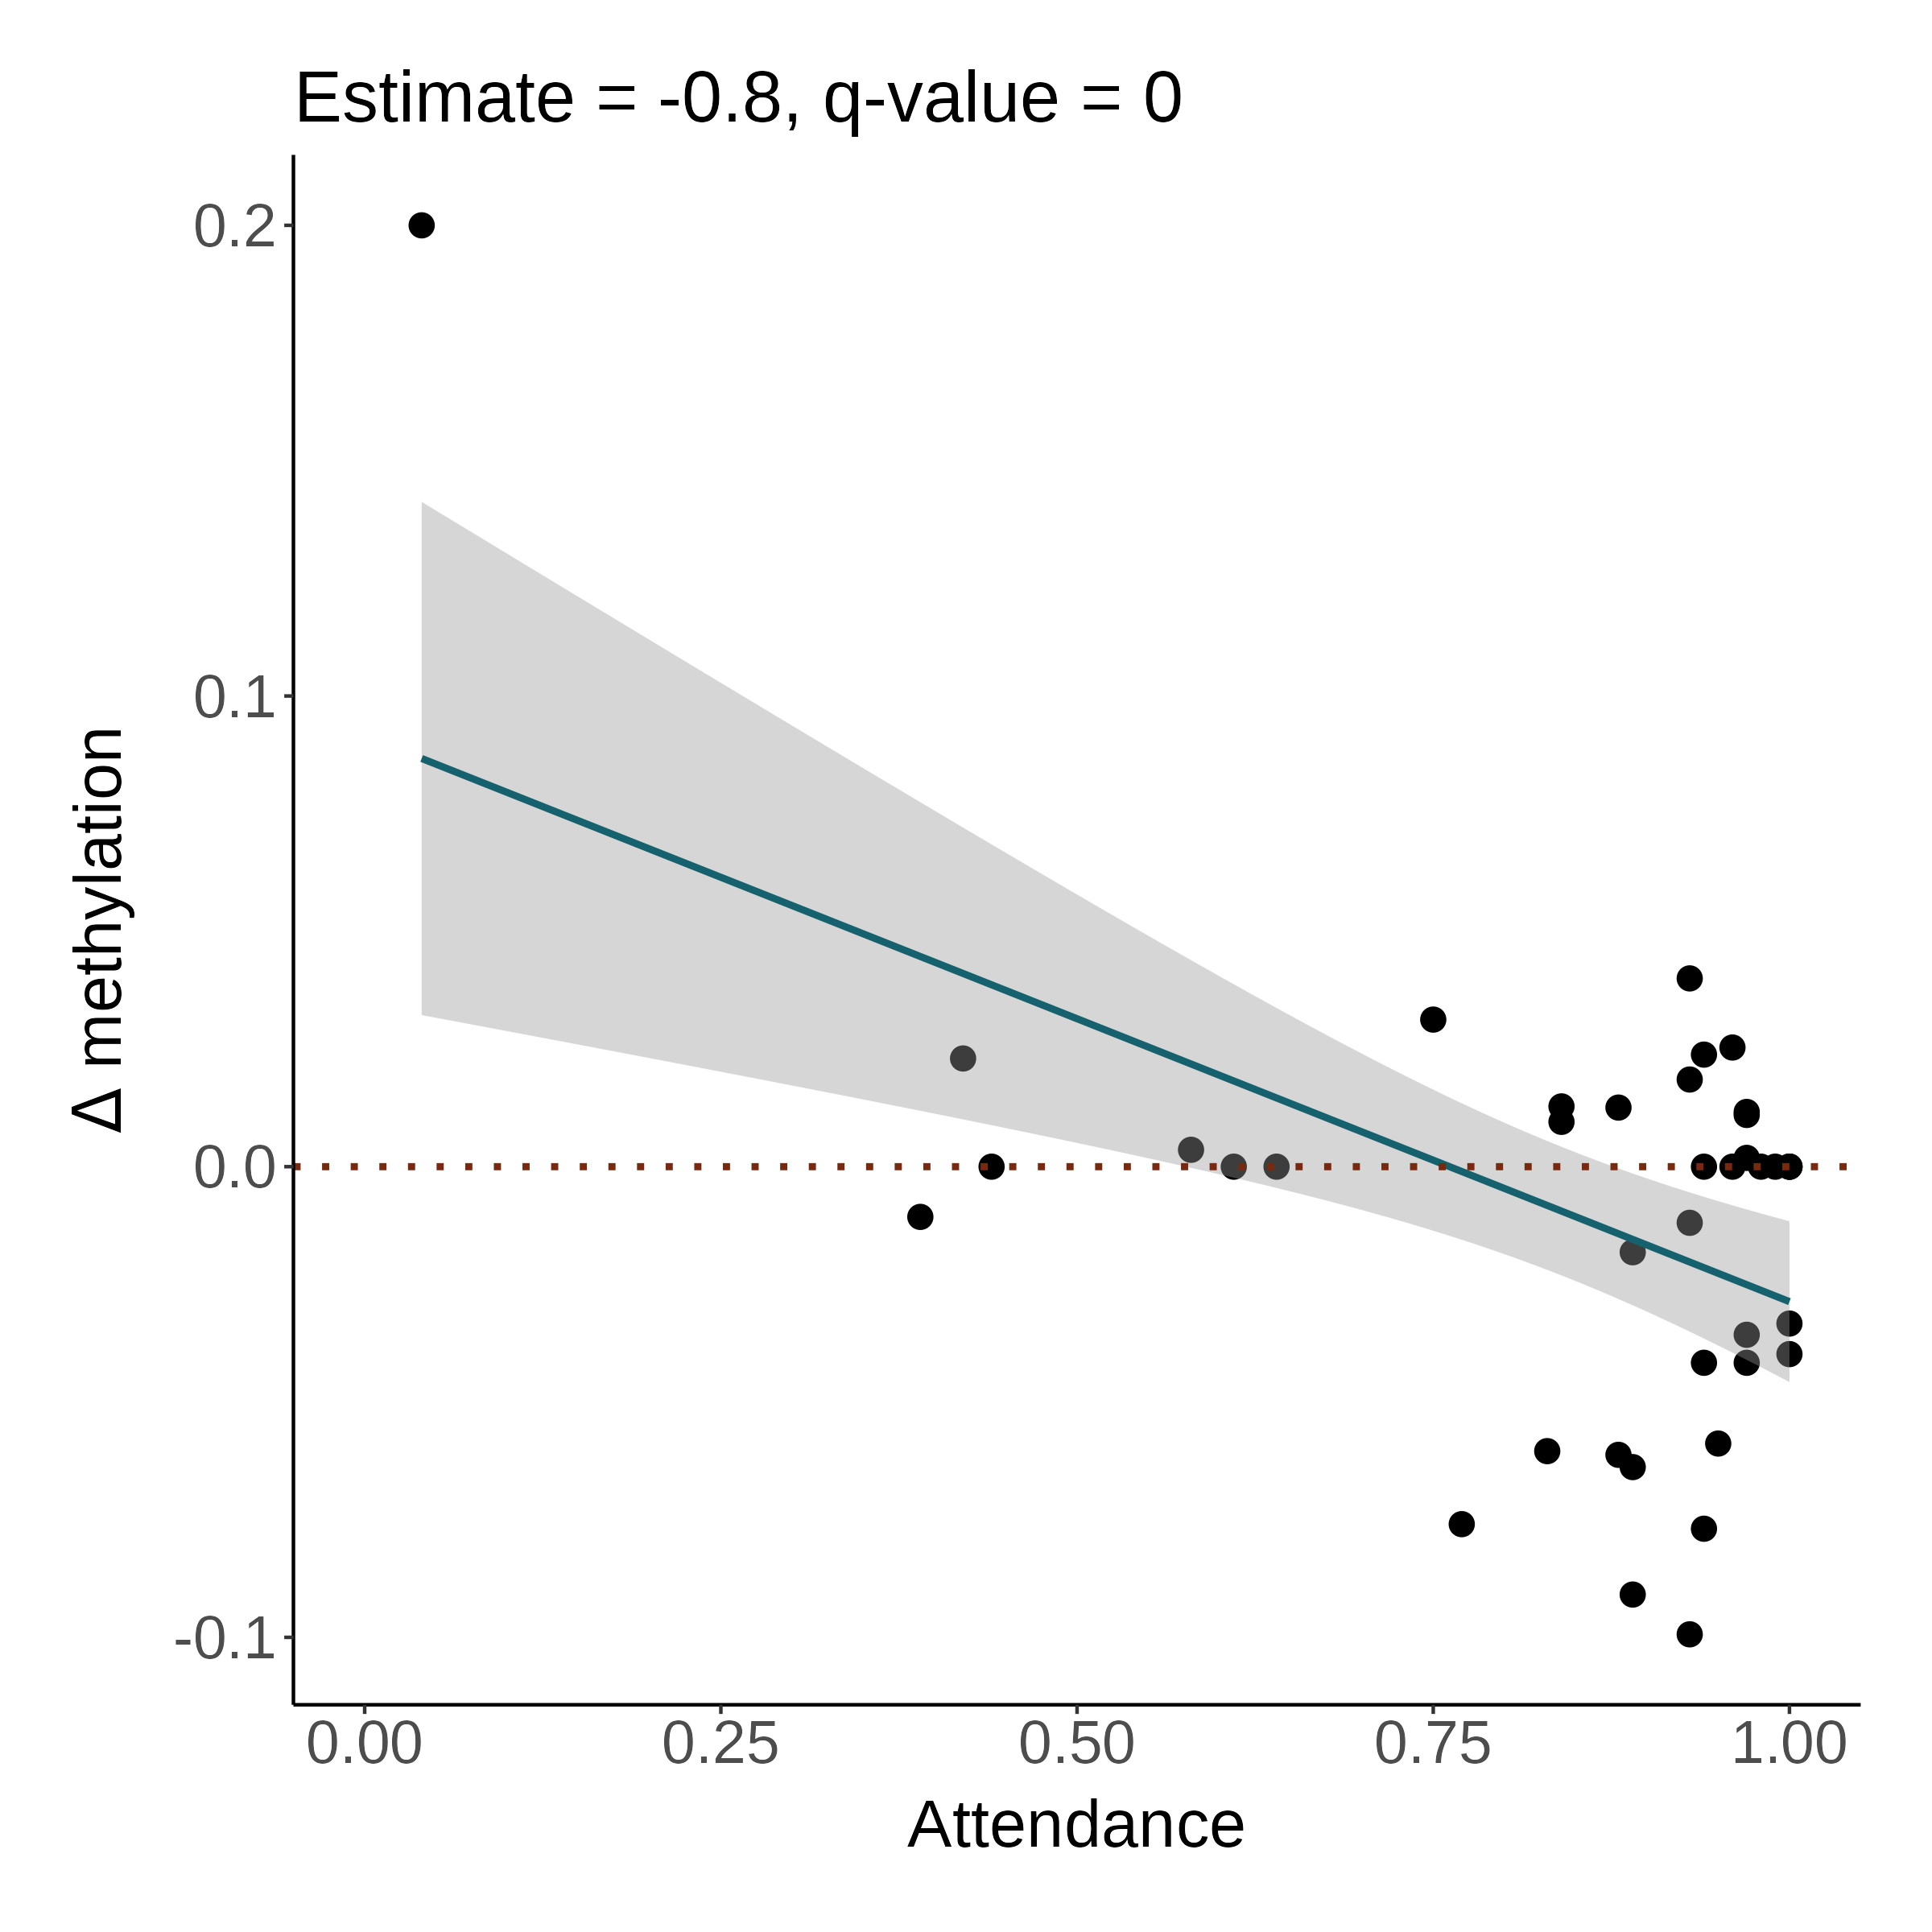 Estimate = -0.8, q-value = 0
0.2
0.1
0.0
-0.1
Δ methylation
0.00 0.25 0.50 0.75 1.00
Attendance